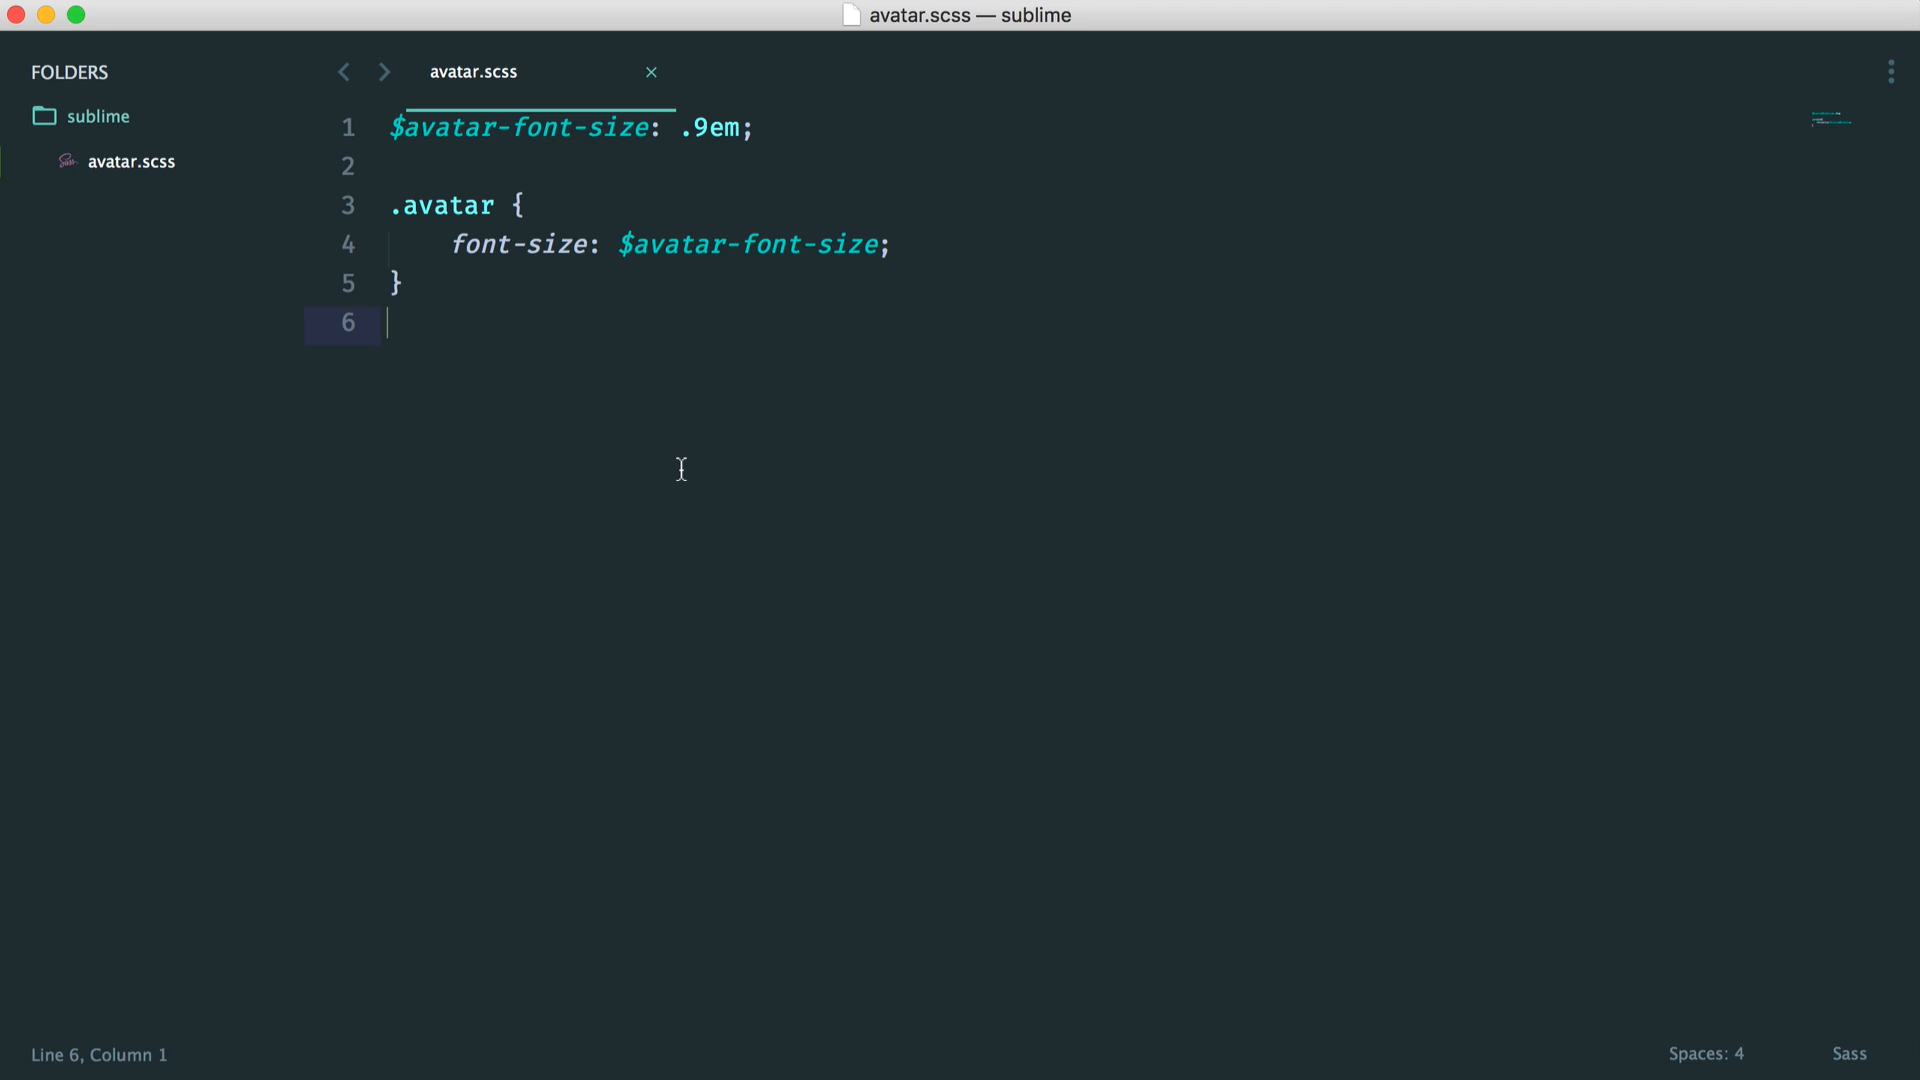 avatar.scss — sublime
FOLDERS
sublime
avatar.scss
avatar.scss ×
1 $avatar-font-size: .9em;
2
3 .avatar {
4 font-size: $avatar-font-size;
5 }
6
Line 6, Column 1
Spaces: 4
Sass